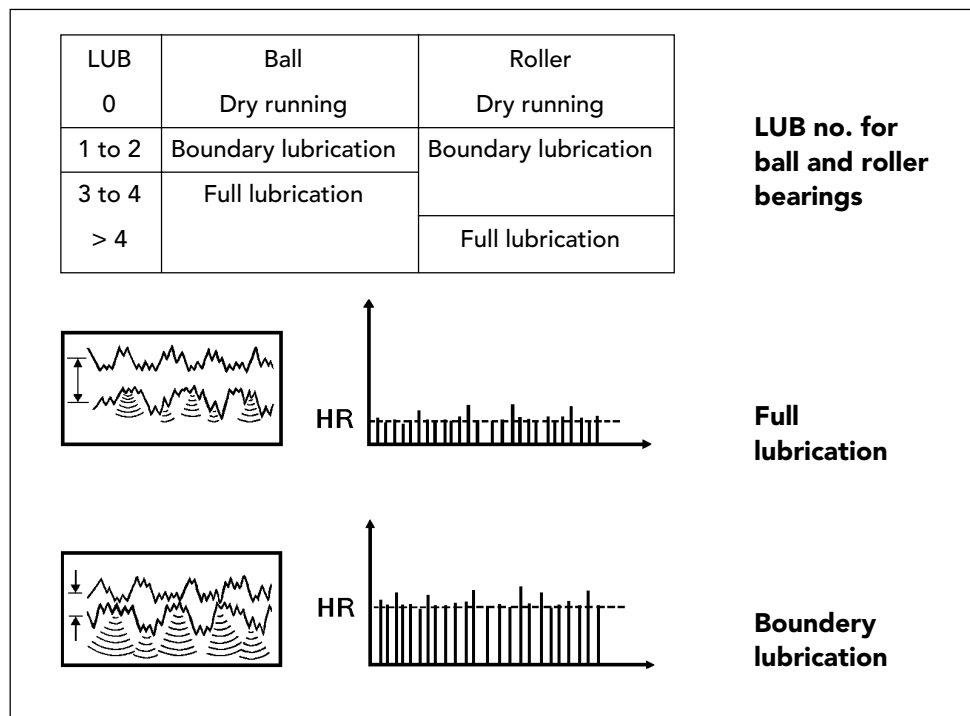 LUB Ball Roller
0 Dry running Dry running
1 to 2 Boundary lubrication Boundary lubrication
3 to 4 Full lubrication
> 4 Full lubrication
LUB no. for
ball and roller
bearings
HR
Full
lubrication
HR
Boundery
lubrication